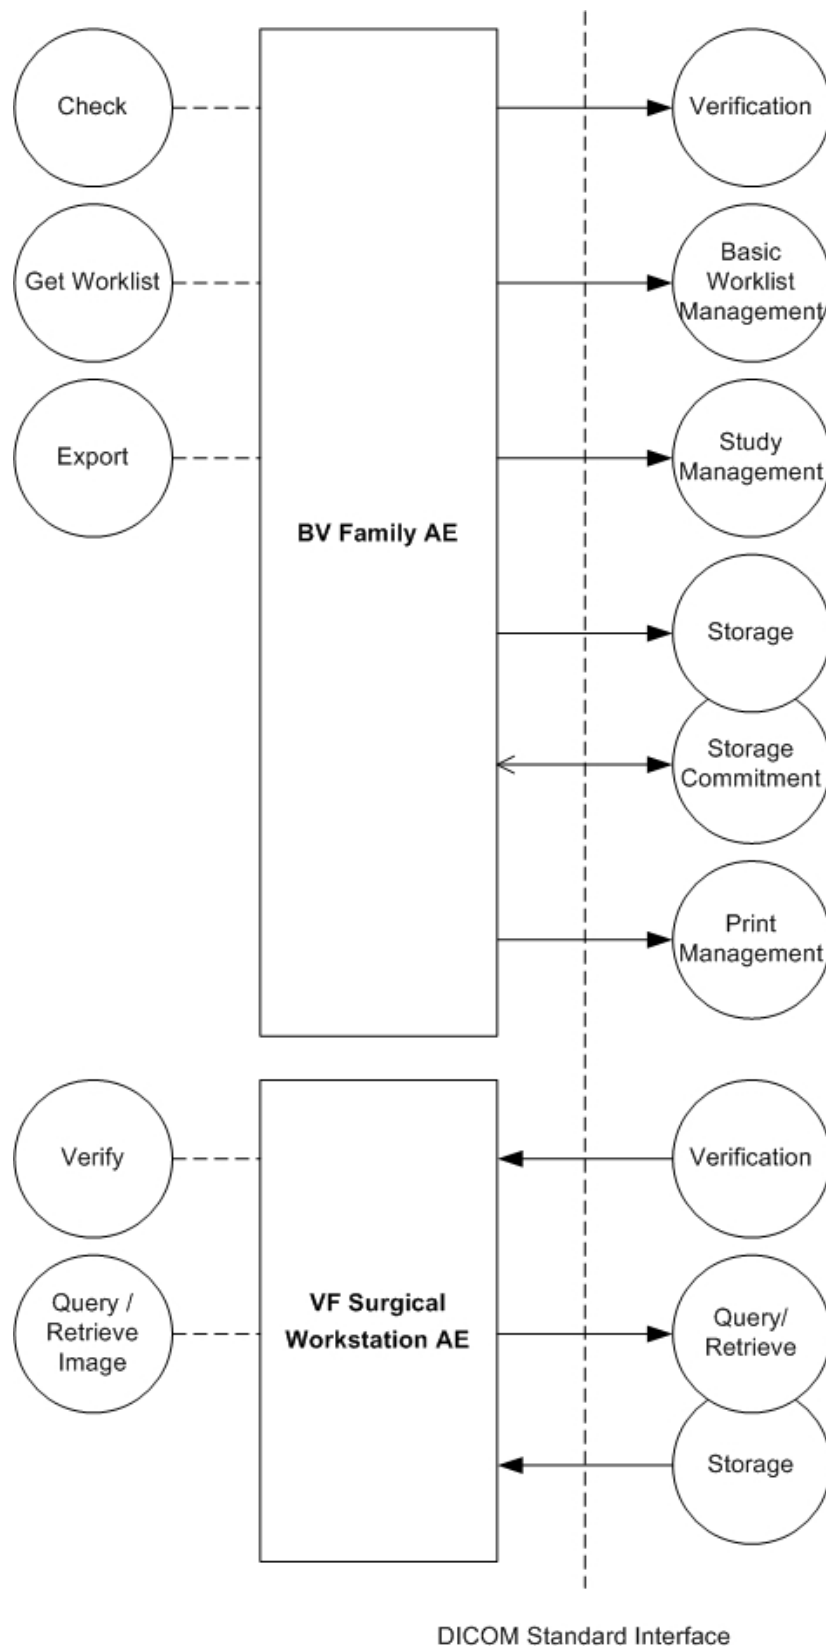 Check
Verification
Get Worklist
Basic
Worklist
Management
Export
Study
Management
BV Family AE
Storage
Storage
Commitment
Print
Management
Verify
Verification
Query /
Retrieve
Image
VF Surgical
Workstation AE
Query/
Retrieve
Storage
DICOM Standard Interface